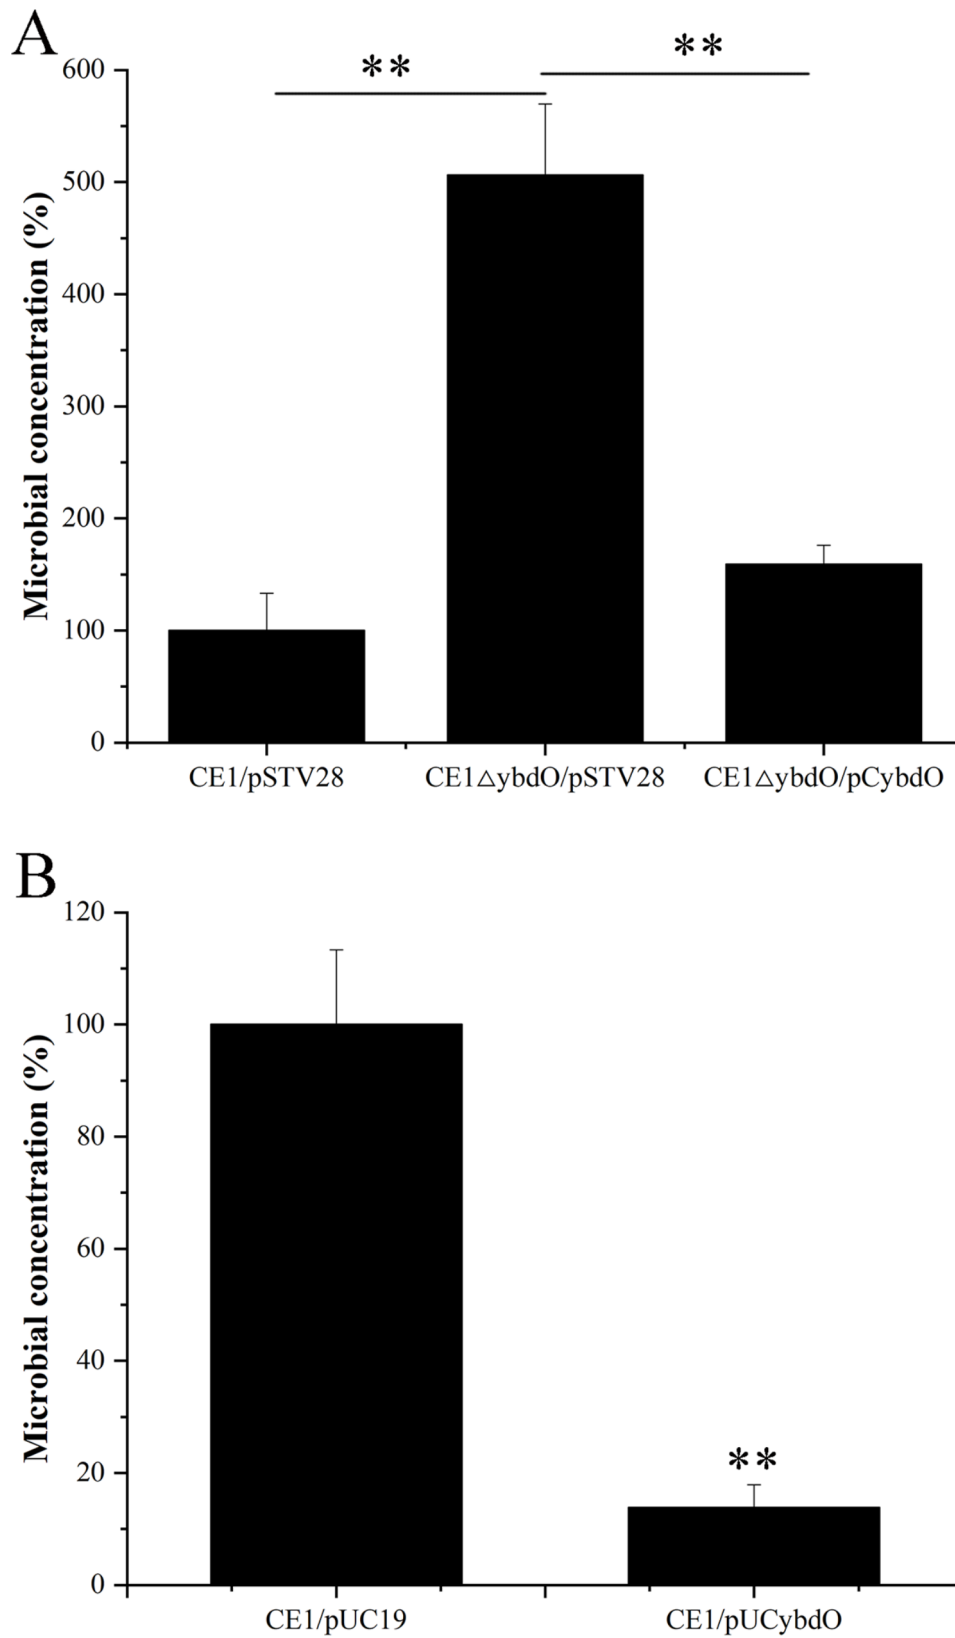 A
Microbial concentration (%)
600
500
400
300
200
100
0
**
**
CE1/pSTV28
CE1△ybdO/pSTV28
CE1△ybdO/pCybdO
B
Microbial concentration (%)
120
100
80
60
40
20
0
**
CE1/pUC19
CE1/pUCybdO